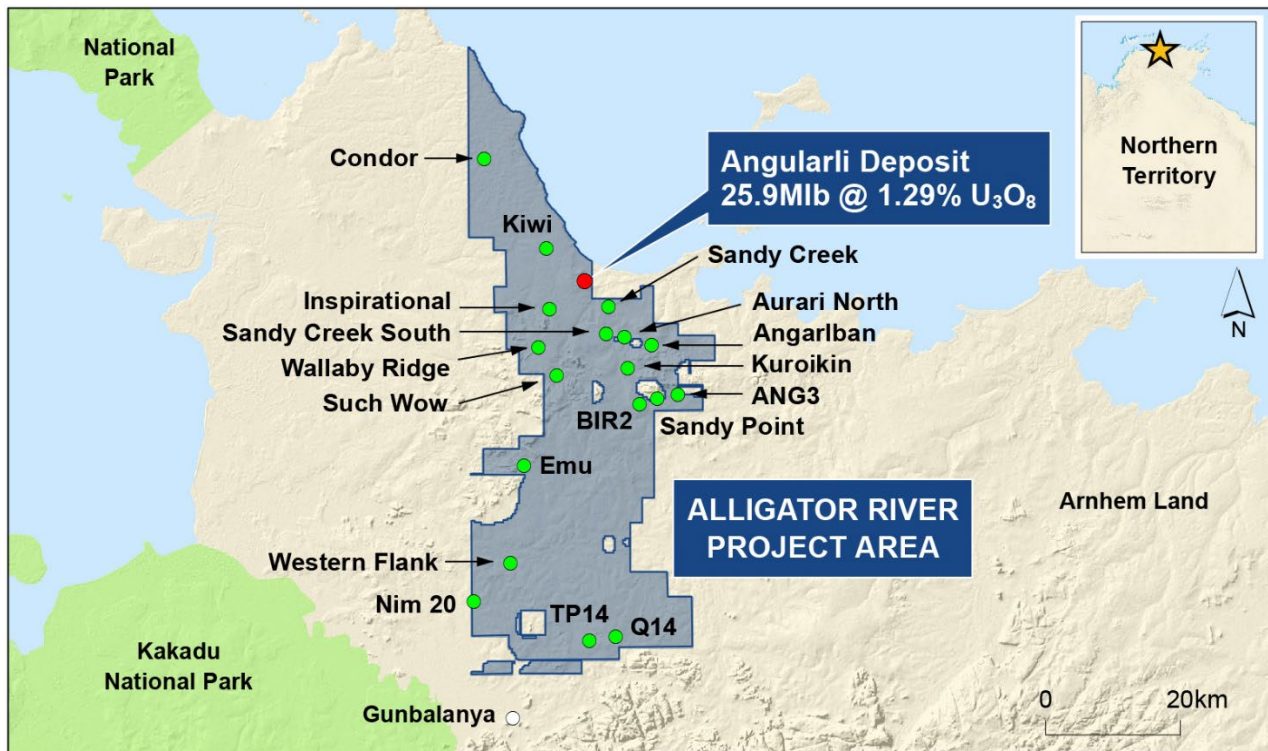 National
Park
Condor
Kiwi
Angularli Deposit
25.9Mlb @ 1.29% U₃O₈
Northern
Territory
Sandy Creek
N
Inspirational
Aurari North
Sandy Creek South
Angarlban
Wallaby Ridge
Kuroikin
Such Wow
ANG3
BIR2
Sandy Point
Emu
ALLIGATOR RIVER
PROJECT AREA
Arnhem Land
Western Flank
Nim 20
TP14
Q14
Kakadu
National Park
Gunbalanya
0 20km